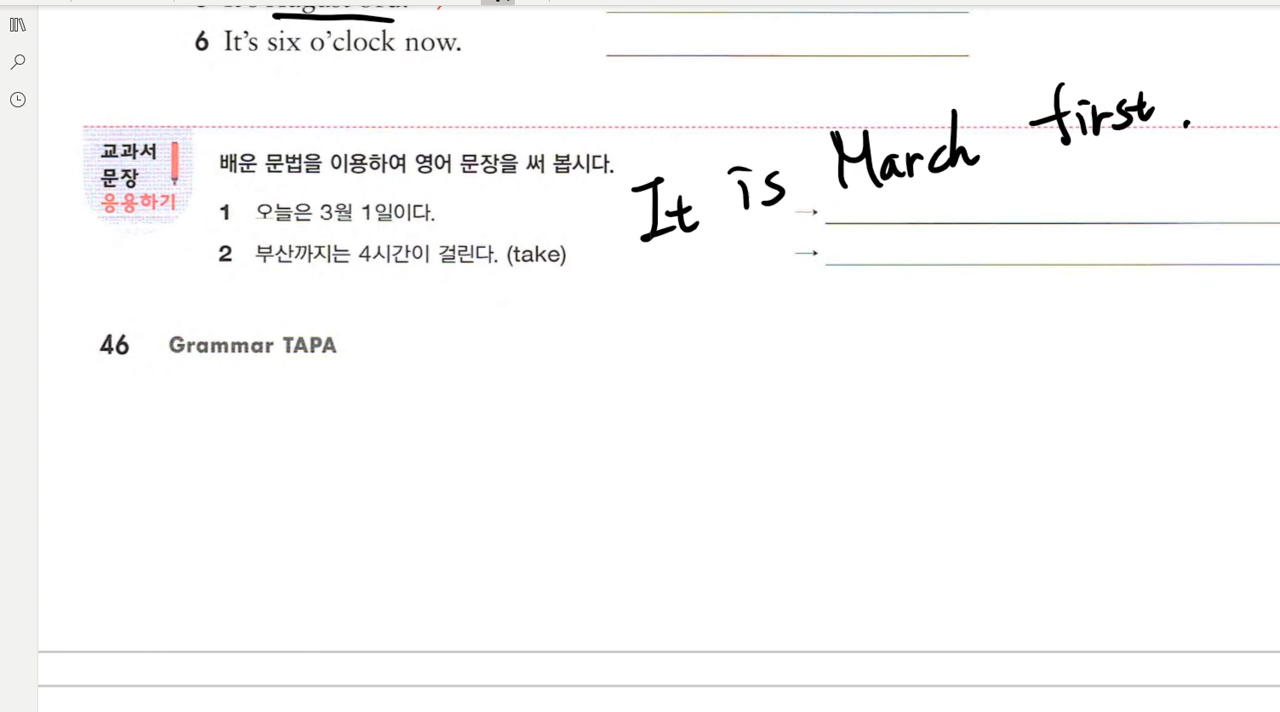 6 It's six o'clock now.
교과서
문장
응용하기
배운 문법을 이용하여 영어 문장을 써 봅시다.
It is March first.
1 오늘은 3월 1일이다. →
2 부산까지는 4시간이 걸린다. (take) →
46 Grammar TAPA